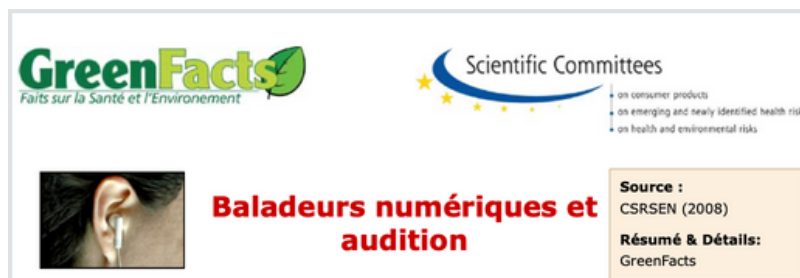 GreenFacts
Faits sur la Santé et l'Environement
Scientific Committees
on consumer products
on emerging and newly identified health risks
on health and environmental risks
Baladeurs numériques et
audition
Source :
CSRSEN (2008)
Résumé & Détails:
GreenFacts